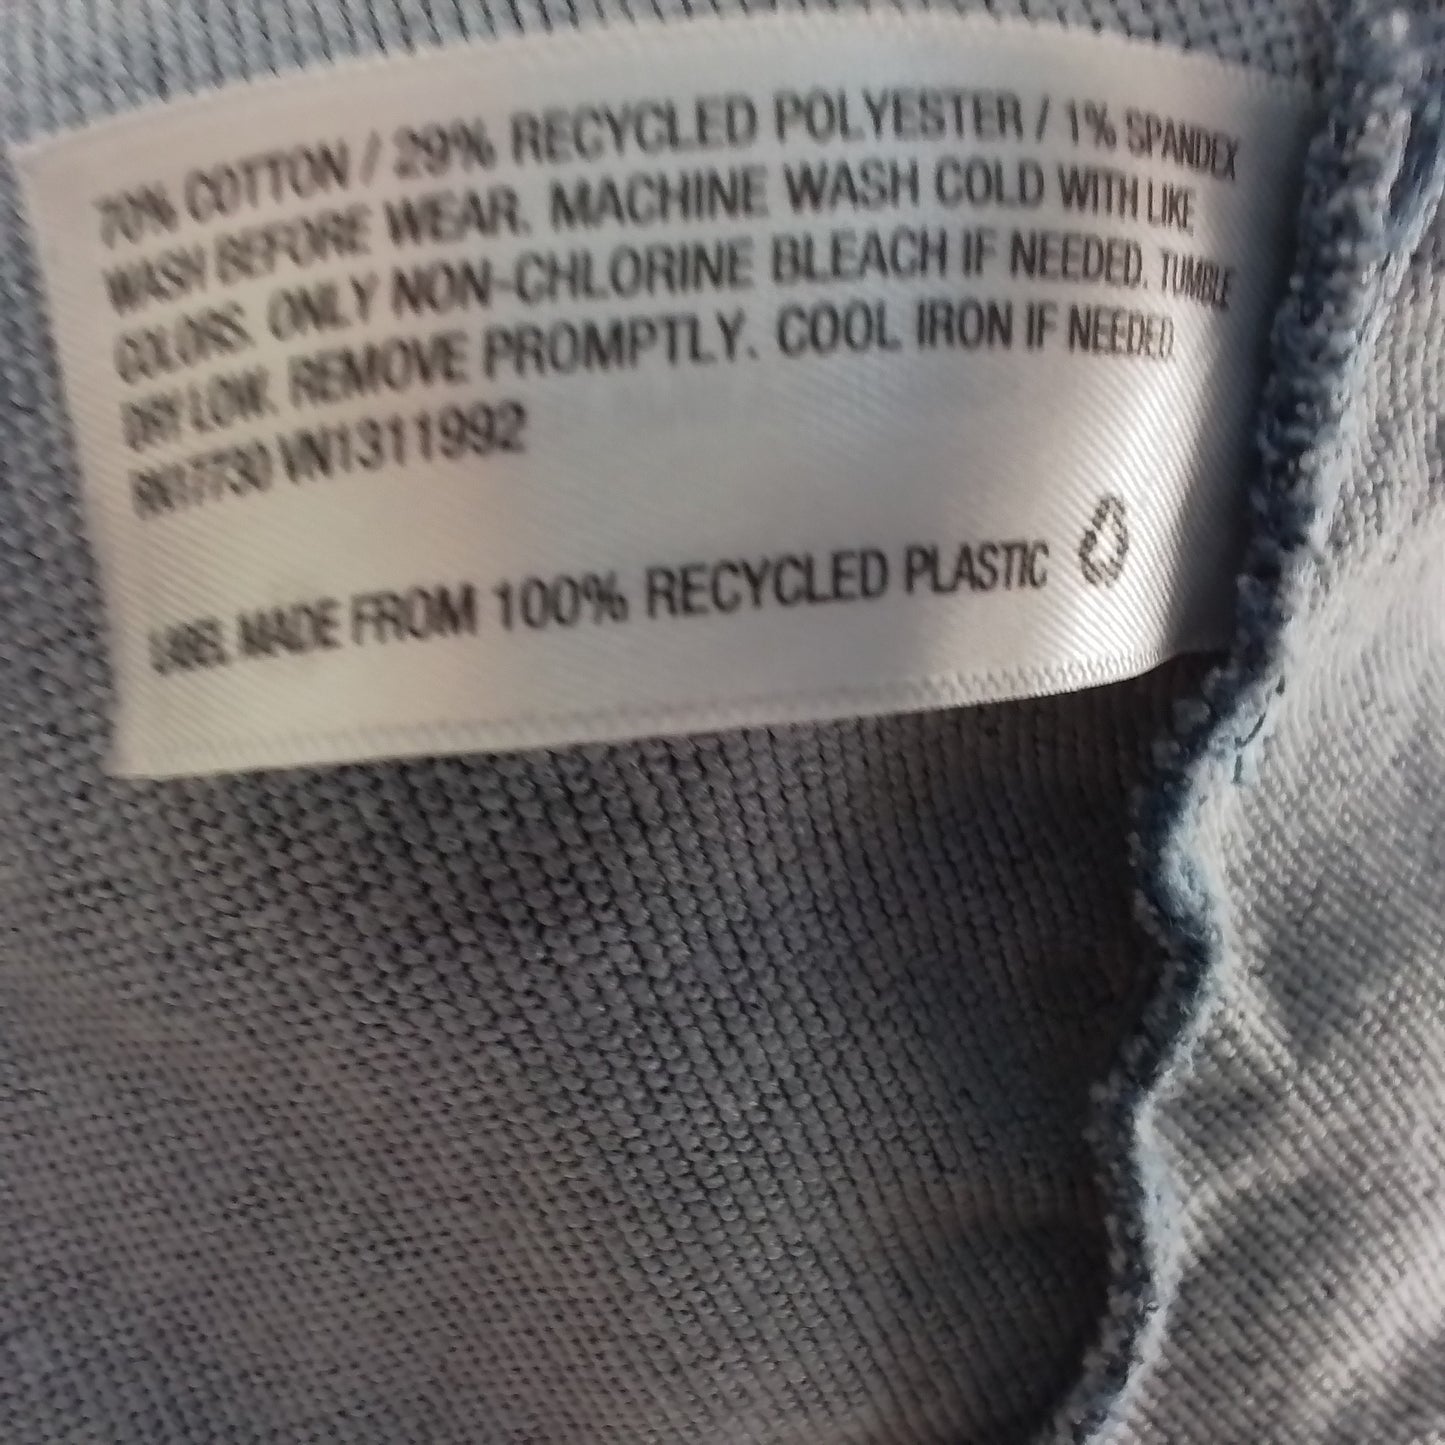 70% COTTON / 29% RECYCLED POLYESTER / 1% SPANDEX
WASH BEFORE WEAR. MACHINE WASH COLD WITH LIKE
COLORS. ONLY NON-CHLORINE BLEACH IF NEEDED. TUMBLE
DRY LOW. REMOVE PROMPTLY. COOL IRON IF NEEDED.
RN17730 VN1311992
MADE FROM 100% RECYCLED PLASTIC